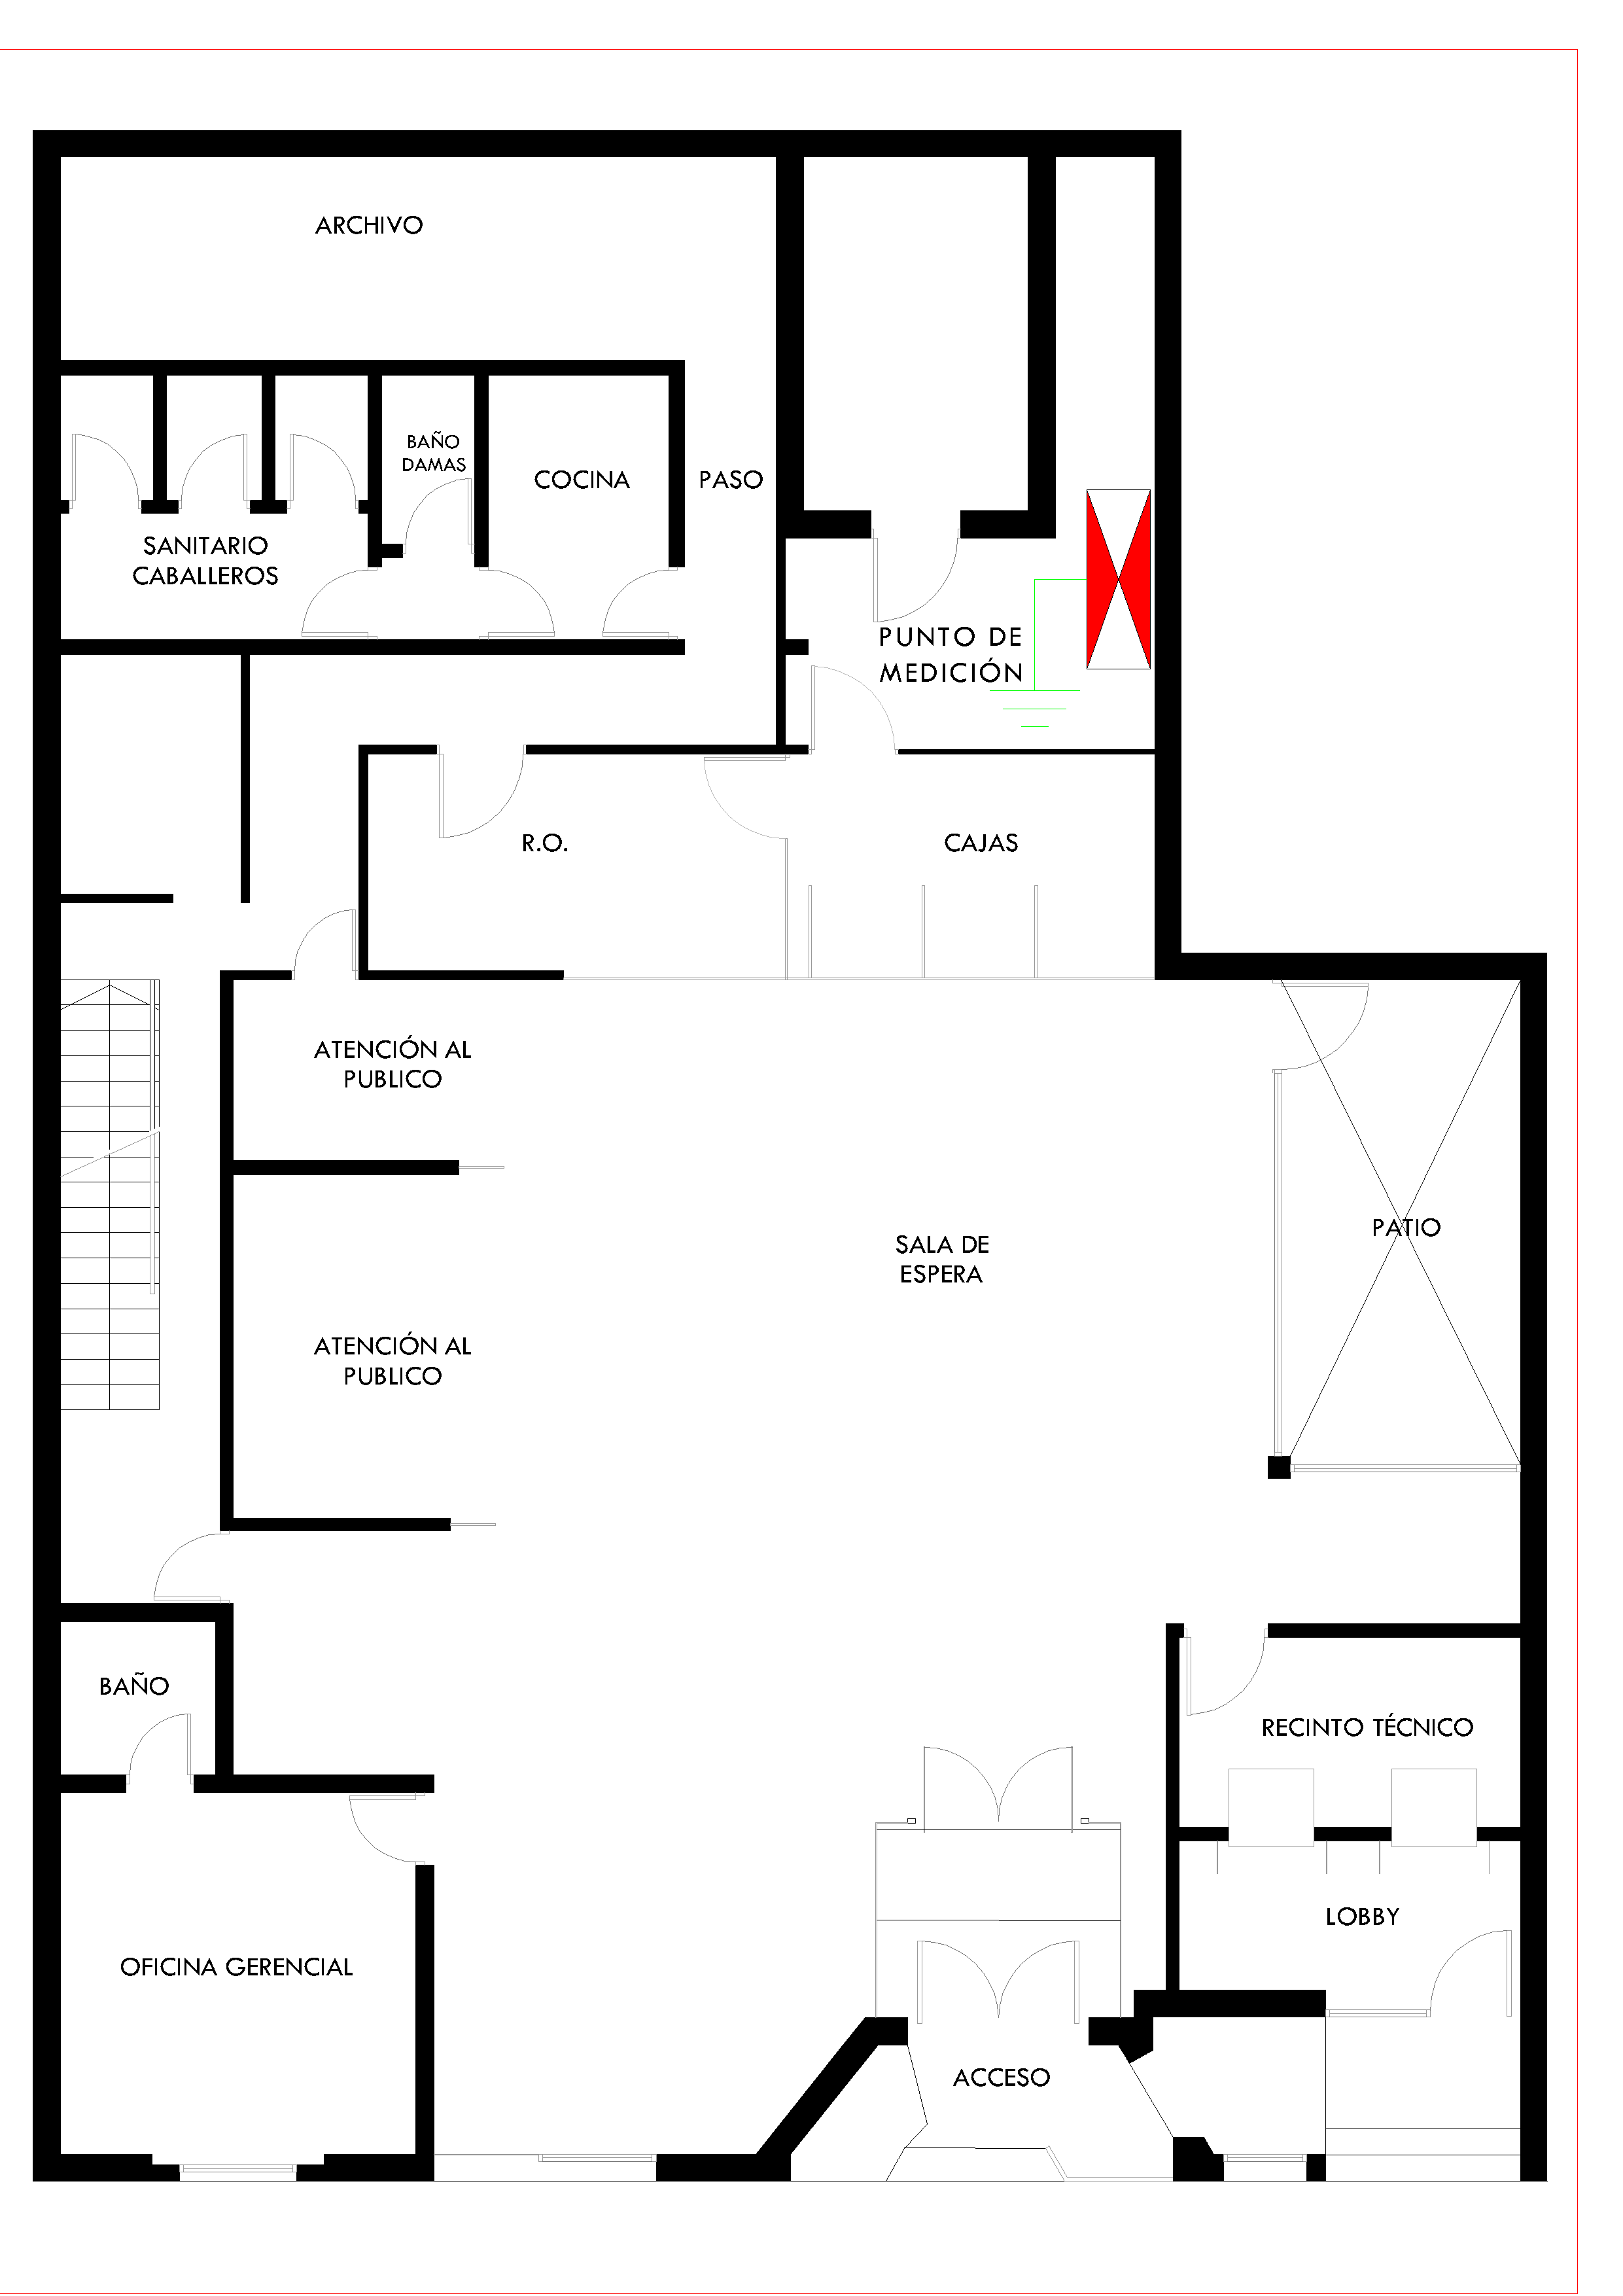 ARCHIVO
BAÑO
DAMAS
COCINA
PASO
SANITARIO
CABALLEROS
PUNTO DE
MEDICIÓN
R.O.
CAJAS
ATENCIÓN AL
PUBLICO
SALA DE
ESPERA
PATIO
ATENCIÓN AL
PUBLICO
BAÑO
RECINTO TÉCNICO
LOBBY
OFICINA GERENCIAL
ACCESO